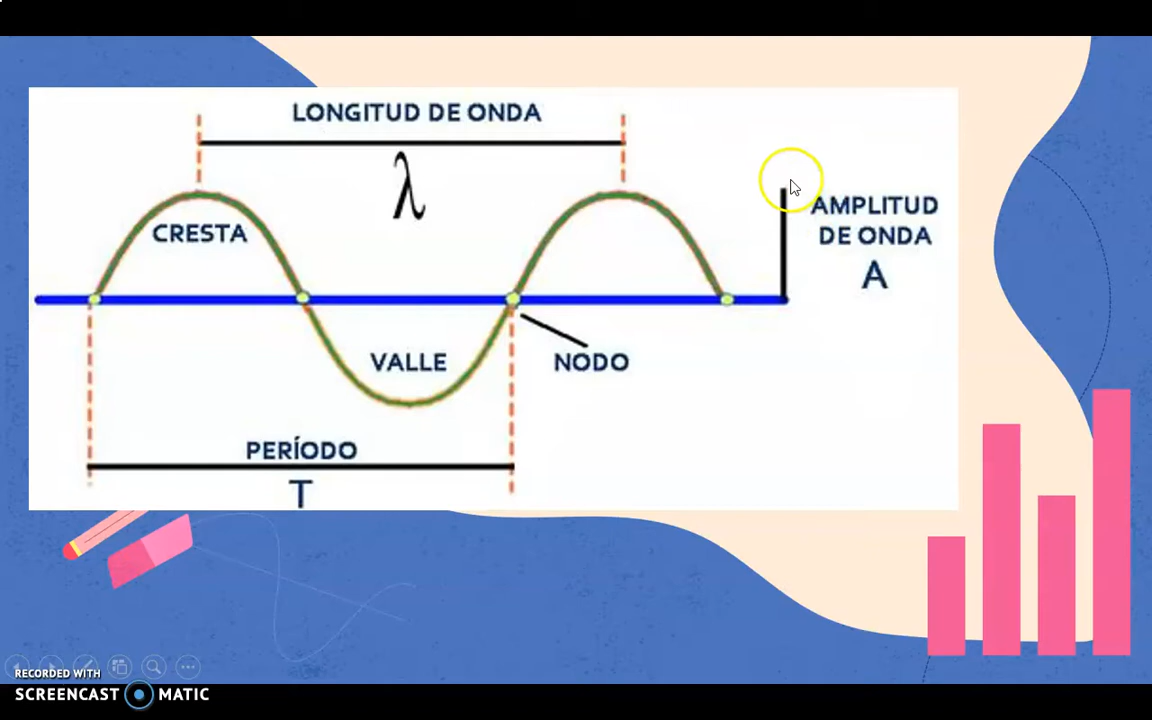 LONGITUD DE ONDA
λ
CRESTA
AMPLITUD
DE ONDA
A
VALLE
NODO
PERÍODO
T
RECORDED WITH
SCREENCAST MATIC